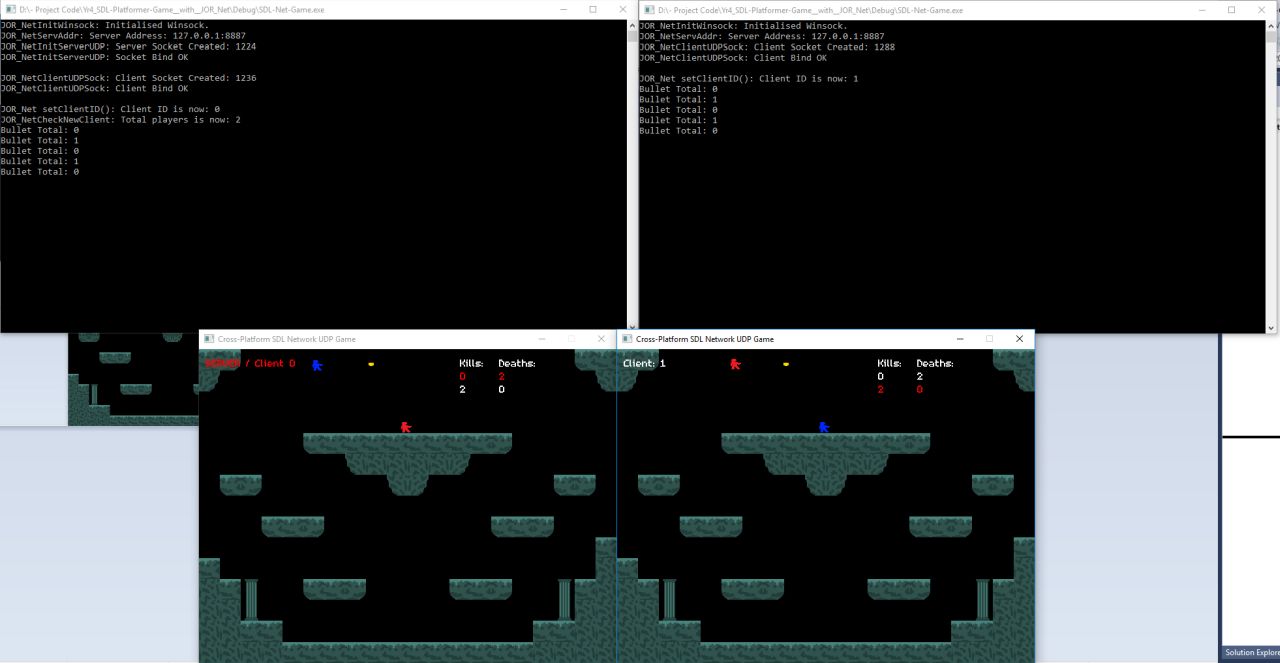 D:\- Project Code\Yr4_SDL-Platformer-Game__with__JOR_Net\Debug\SDL-Net-Game.exe
JOR_NetInitWinsock: Initialised Winsock.
JOR_NetServAddr: Server Address: 127.0.0.1:8887
JOR_NetInitServerUDP: Server Socket Created: 1224
JOR_NetInitServerUDP: Socket Bind OK
JOR_NetClientUDPSock: Client Socket Created: 1236
JOR_NetClientUDPSock: Client Bind OK
JOR_Net setClientID(): Client ID is now: 0
JOR_NetCheckNewClient: Total players is now: 2
Bullet Total: 0
Bullet Total: 1
Bullet Total: 0
Bullet Total: 1
Bullet Total: 0
D:\- Project Code\Yr4_SDL-Platformer-Game__with__JOR_Net\Debug\SDL-Net-Game.exe
JOR_NetInitWinsock: Initialised Winsock.
JOR_NetServAddr: Server Address: 127.0.0.1:8887
JOR_NetClientUDPSock: Client Socket Created: 1288
JOR_NetClientUDPSock: Client Bind OK
JOR_Net setClientID(): Client ID is now: 1
Bullet Total: 0
Bullet Total: 1
Bullet Total: 0
Bullet Total: 1
Bullet Total: 0
Cross-Platform SDL Network UDP Game
/ Client 0
Kills: Deaths:
0 2
2 0
Cross-Platform SDL Network UDP Game
Client: 1
Kills: Deaths:
0 2
2 0